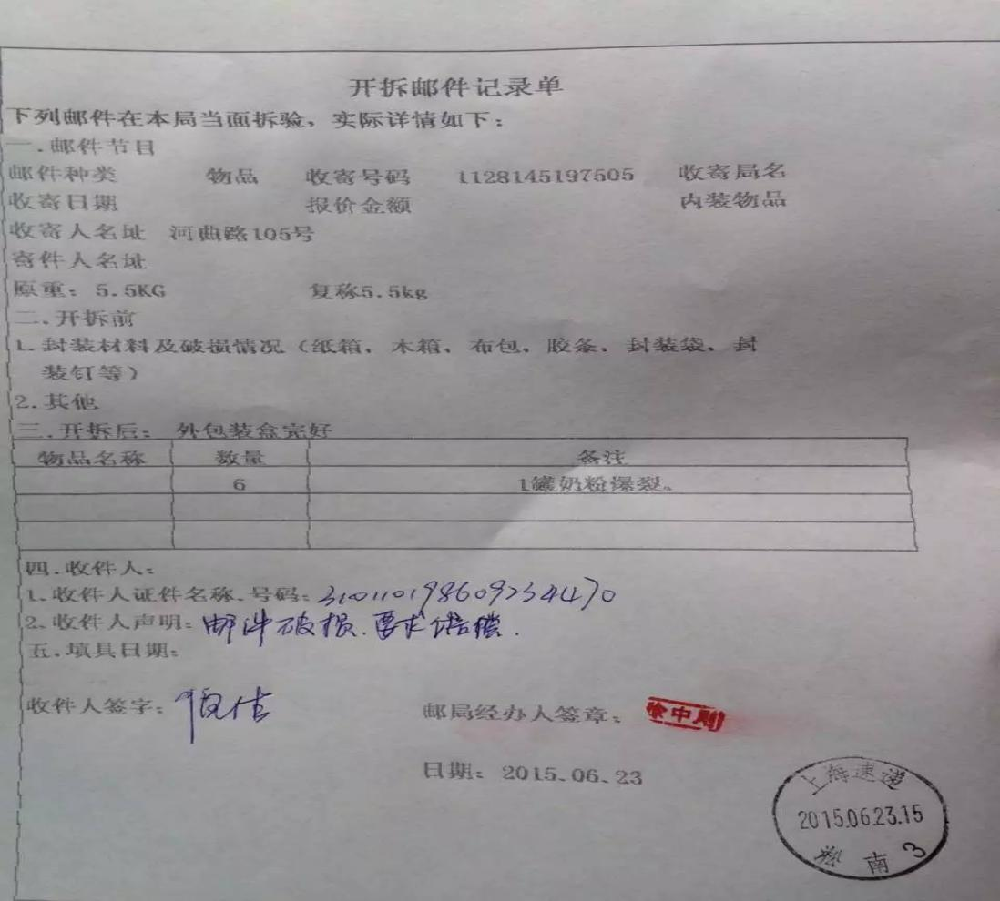 开拆邮件记录单
下列邮件在本局当面拆验，实际详情如下：
一.邮件节目
邮件种类 物品 收寄号码 1128145197505 收寄局名
收寄日期 报价金额 内装物品
收寄人名址 河曲路105号
寄件人名址
原重：5.5KG 复称5.5kg
二.开拆前
1.封装材料及破损情况（纸箱、木箱、布包、胶条、封装袋、封
装钉等）
2.其他
三.开拆后： 外包装盒完好
物品名称 数量 备注
6 1罐奶粉爆裂。
四.收件人：
1.收件人证件名称.号码：
2.收件人声明：邮件破损.要求赔偿.
五.填具日期：
收件人签字：
邮局经办人签章：
日期：2015.06.23
上海速递
2015.06.23.15
淞南3